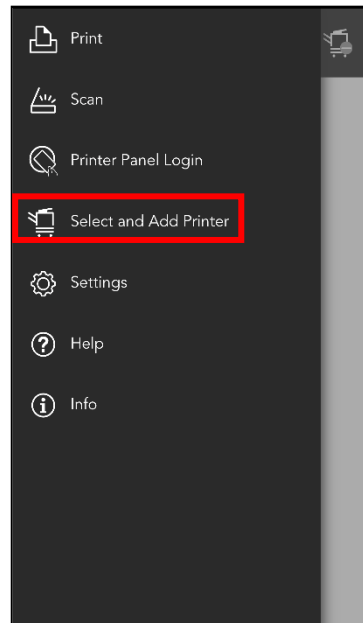 Print
Scan
Printer Panel Login
Select and Add Printer
Settings
Help
Info